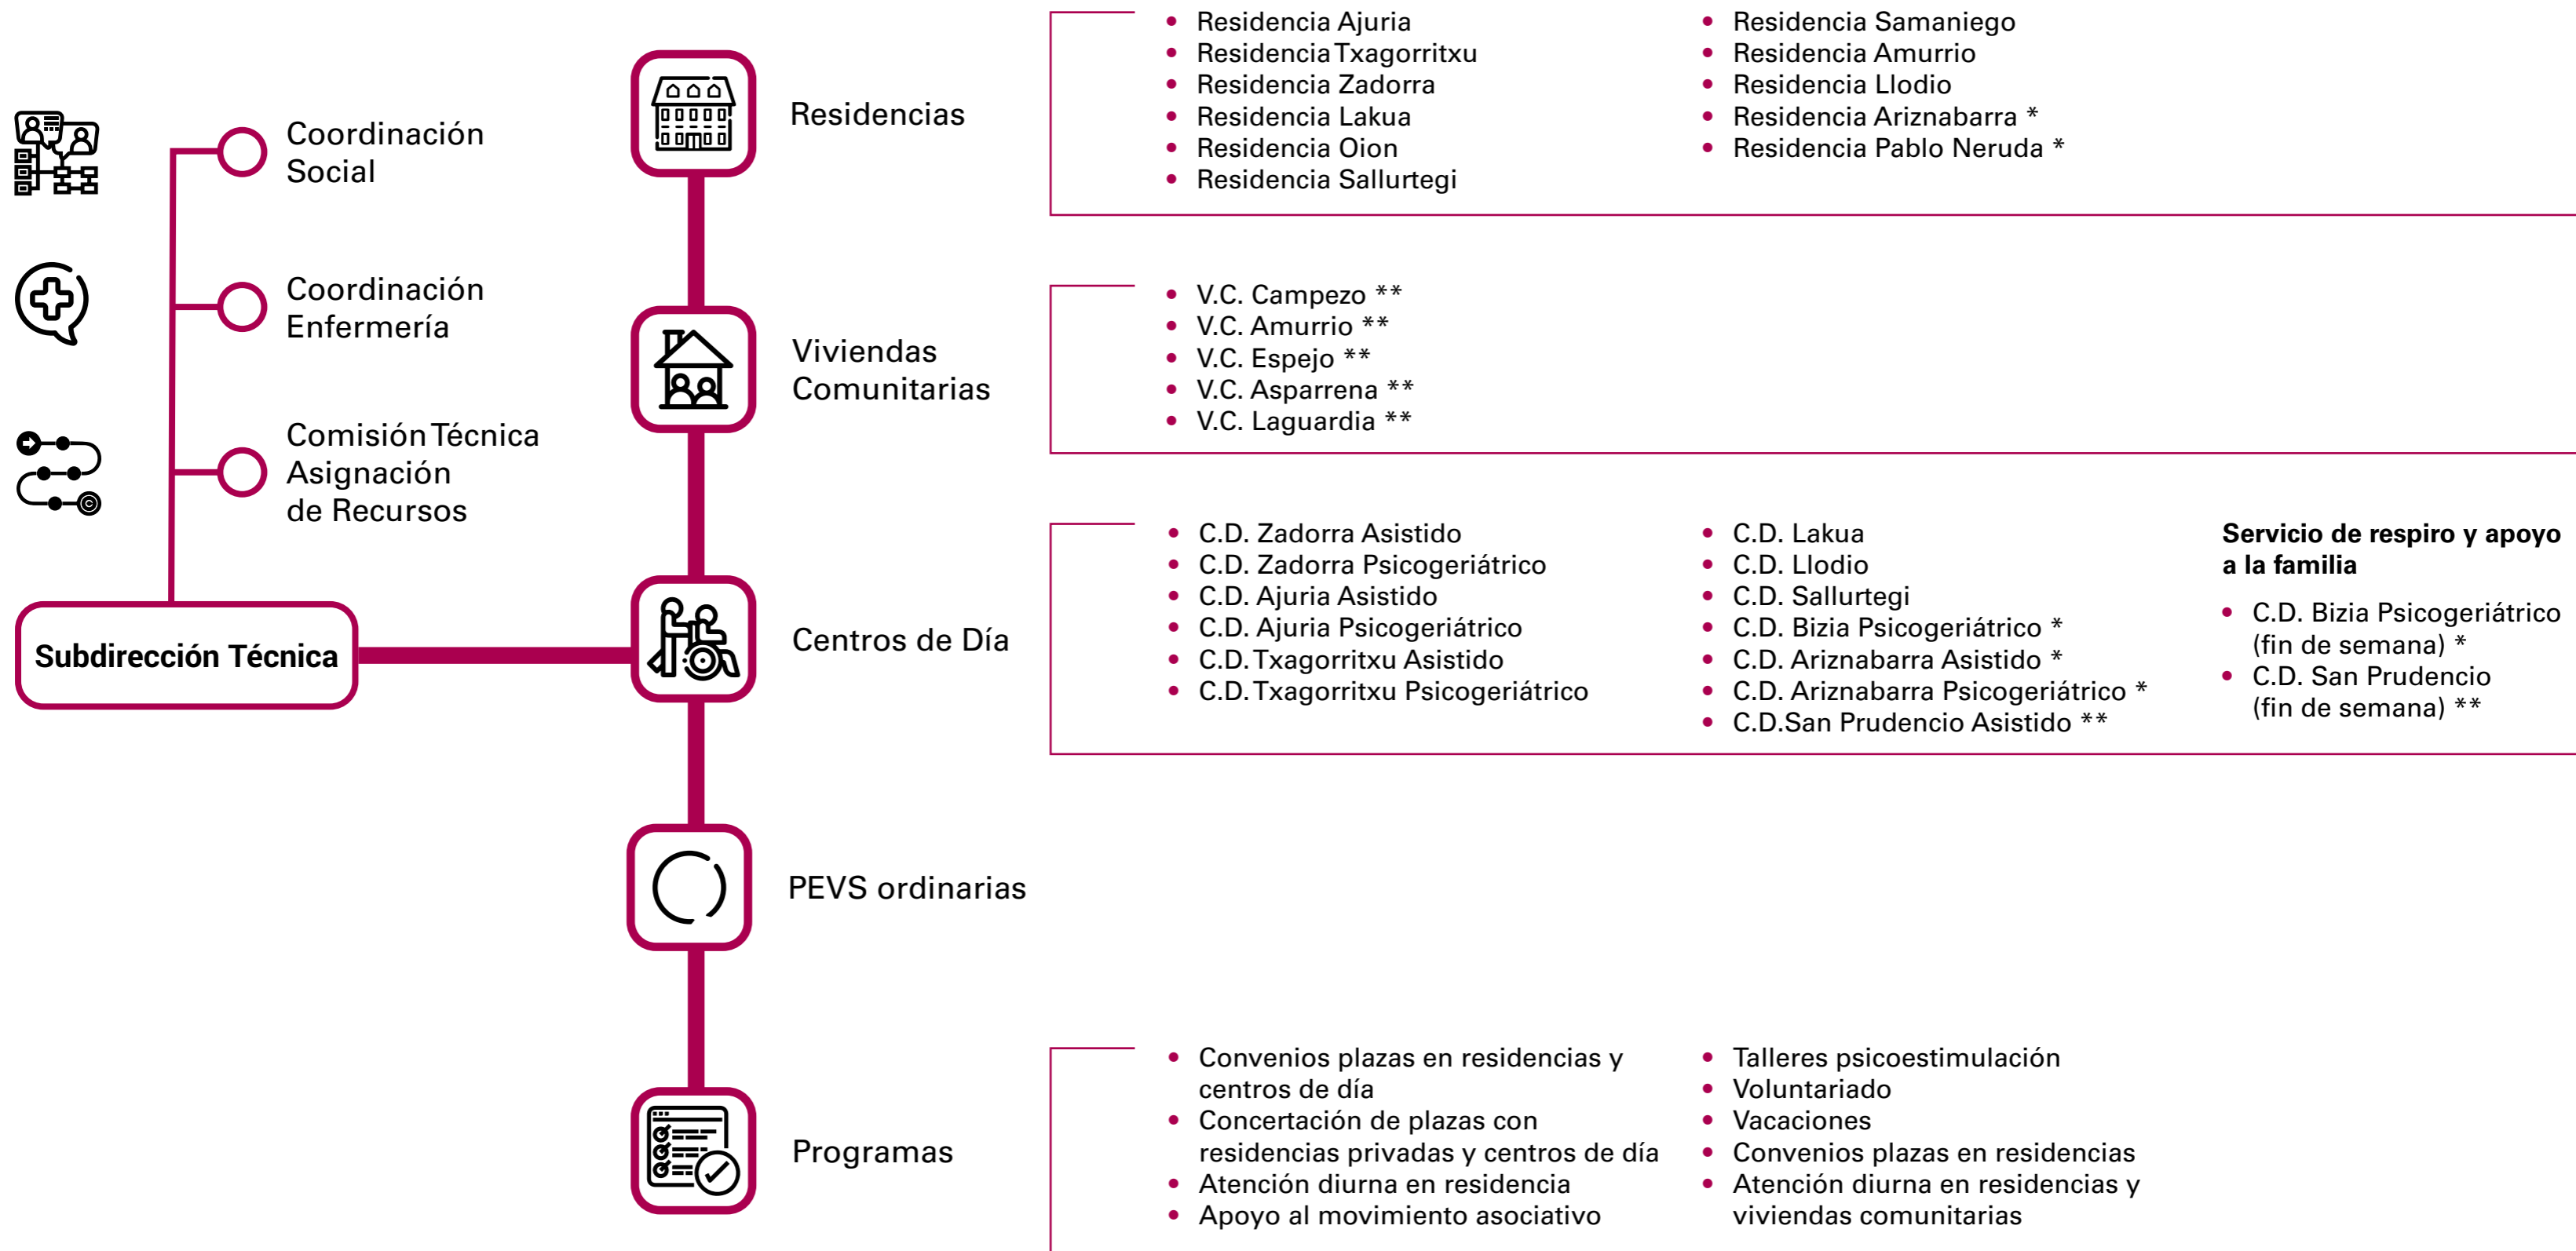 Coordinación
Social
Coordinación
Enfermería
Comisión Técnica
Asignación
de Recursos
Subdirección Técnica
Residencias
• Residencia Ajuria
• Residencia Txagorritxu
• Residencia Zadorra
• Residencia Lakua
• Residencia Oion
• Residencia Sallurtegi
• Residencia Samaniego
• Residencia Amurrio
• Residencia Llodio
• Residencia Ariznabarra *
• Residencia Pablo Neruda *
Viviendas
Comunitarias
• V.C. Campezo **
• V.C. Amurrio **
• V.C. Espejo **
• V.C. Asparrena **
• V.C. Laguardia **
Centros de Día
• C.D. Zadorra Asistido
• C.D. Zadorra Psicogeriátrico
• C.D. Ajuria Asistido
• C.D. Ajuria Psicogeriátrico
• C.D. Txagorritxu Asistido
• C.D. Txagorritxu Psicogeriátrico
• C.D. Lakua
• C.D. Llodio
• C.D. Sallurtegi
• C.D. Bizia Psicogeriátrico *
• C.D. Ariznabarra Asistido *
• C.D. Ariznabarra Psicogeriátrico *
• C.D.San Prudencio Asistido **
Servicio de respiro y apoyo
a la familia
• C.D. Bizia Psicogeriátrico
(fin de semana) *
• C.D. San Prudencio
(fin de semana) **
PEVS ordinarias
Programas
• Convenios plazas en residencias y
centros de día
• Concertación de plazas con
residencias privadas y centros de día
• Atención diurna en residencia
• Apoyo al movimiento asociativo
• Talleres psicoestimulación
• Voluntariado
• Vacaciones
• Convenios plazas en residencias
• Atención diurna en residencias y
viviendas comunitarias